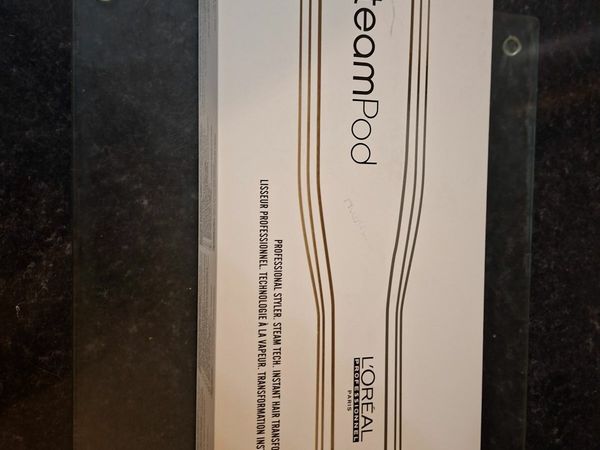 teamPod
PROFESSIONAL STYLER. STEAM TECH. INSTANT HAIR TRANSFO
LISSEUR PROFESSIONNEL. TECHNOLOGIE À LA VAPEUR. TRANSFORMATION INS
L'ORÉAL
PROFESSIONNEL
PARIS